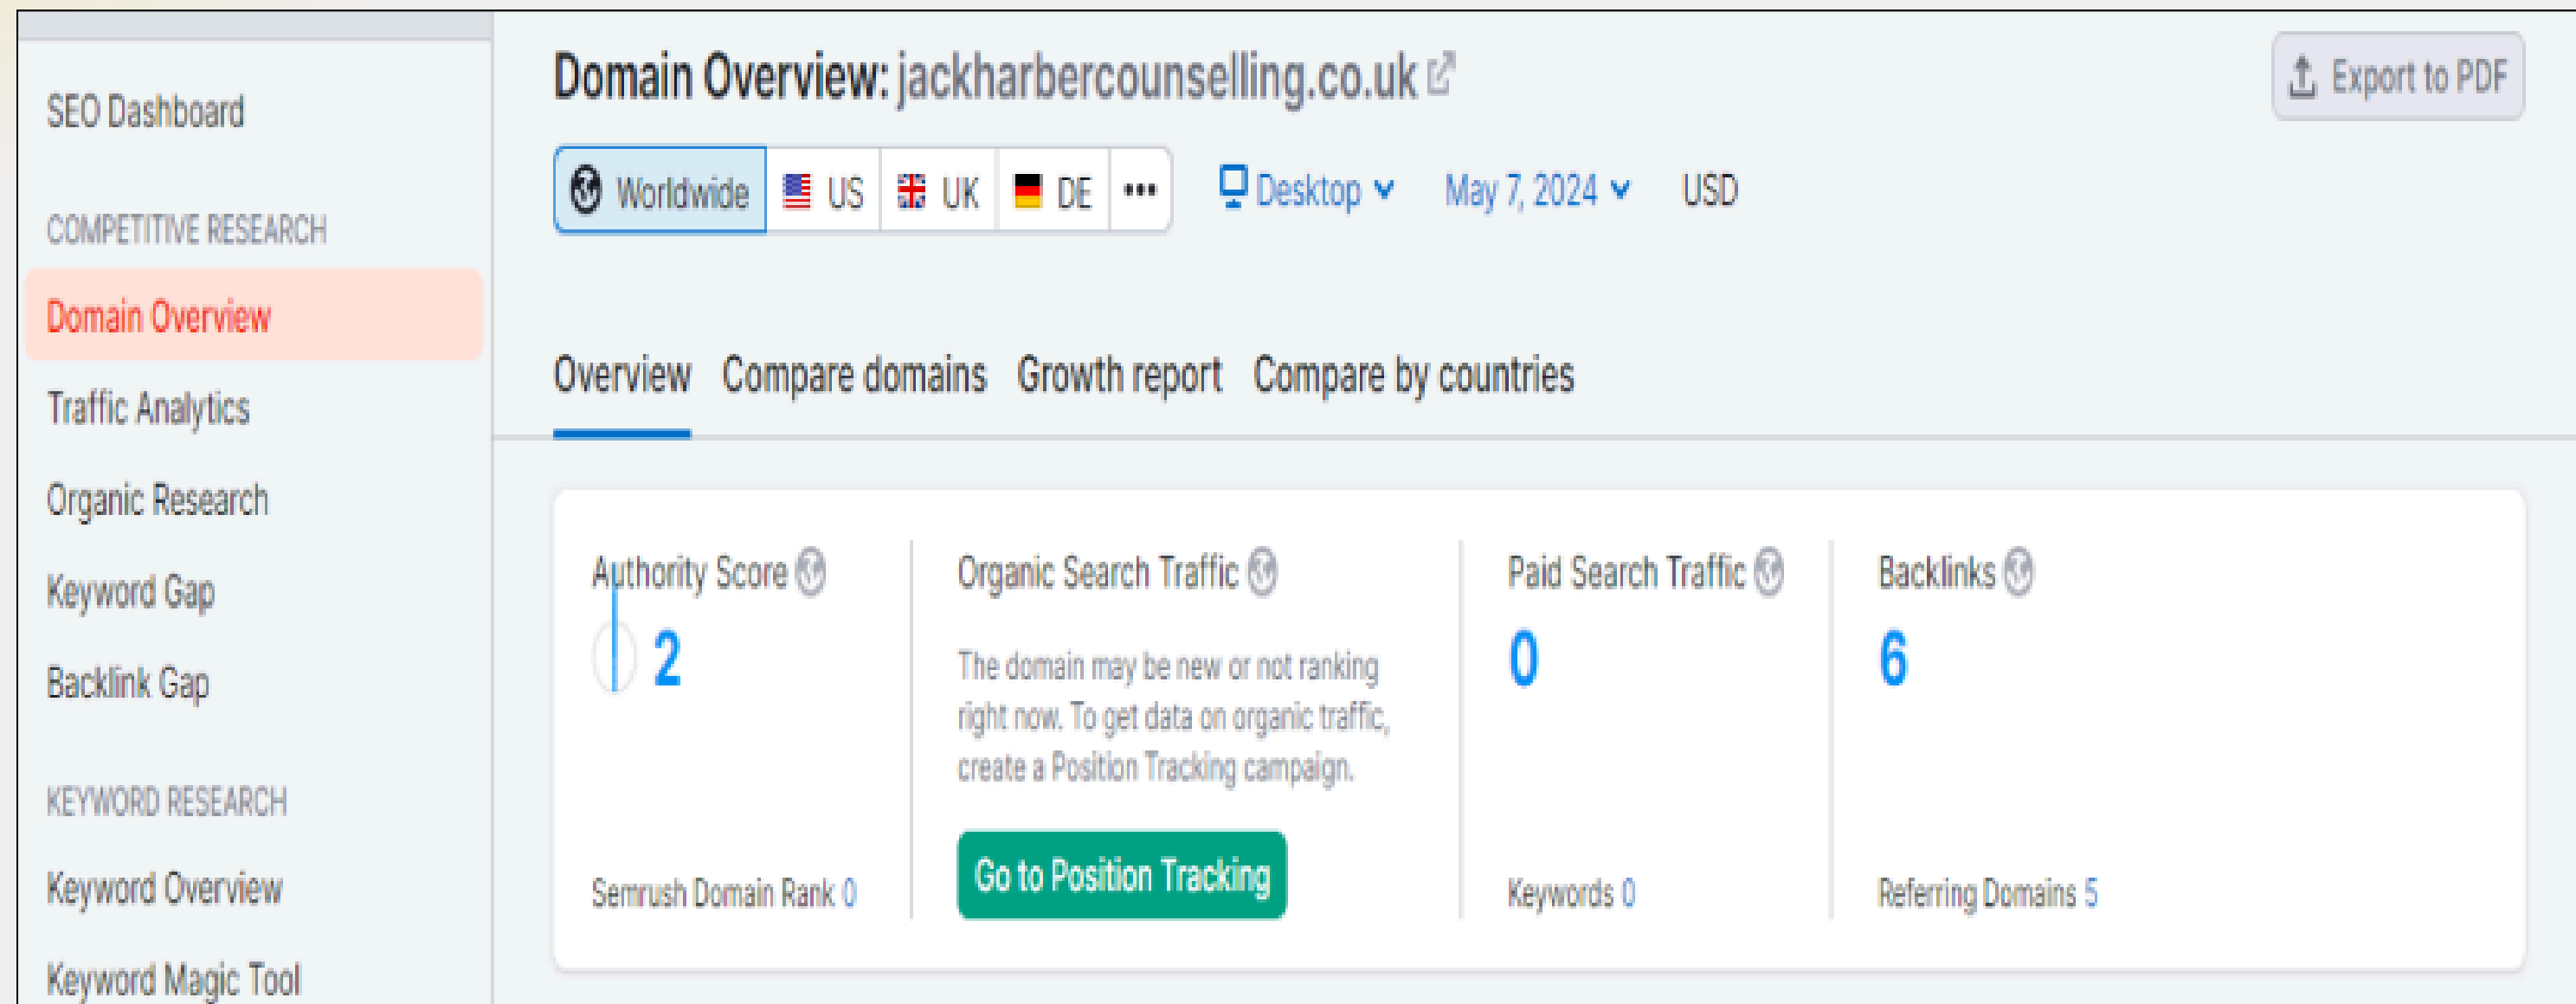 SEO Dashboard
COMPETITIVE RESEARCH
Domain Overview
Traffic Analytics
Organic Research
Keyword Gap
Backlink Gap
KEYWORD RESEARCH
Keyword Overview
Keyword Magic Tool
Domain Overview: jackharbercounselling.co.uk
Export to PDF
Worldwide US UK DE ••• Desktop May 7, 2024 USD
Overview Compare domains Growth report Compare by countries
Authority Score
2
Semrush Domain Rank 0
Organic Search Traffic
The domain may be new or not ranking
right now. To get data on organic traffic,
create a Position Tracking campaign.
Go to Position Tracking
Paid Search Traffic
0
Keywords 0
Backlinks
6
Referring Domains 5